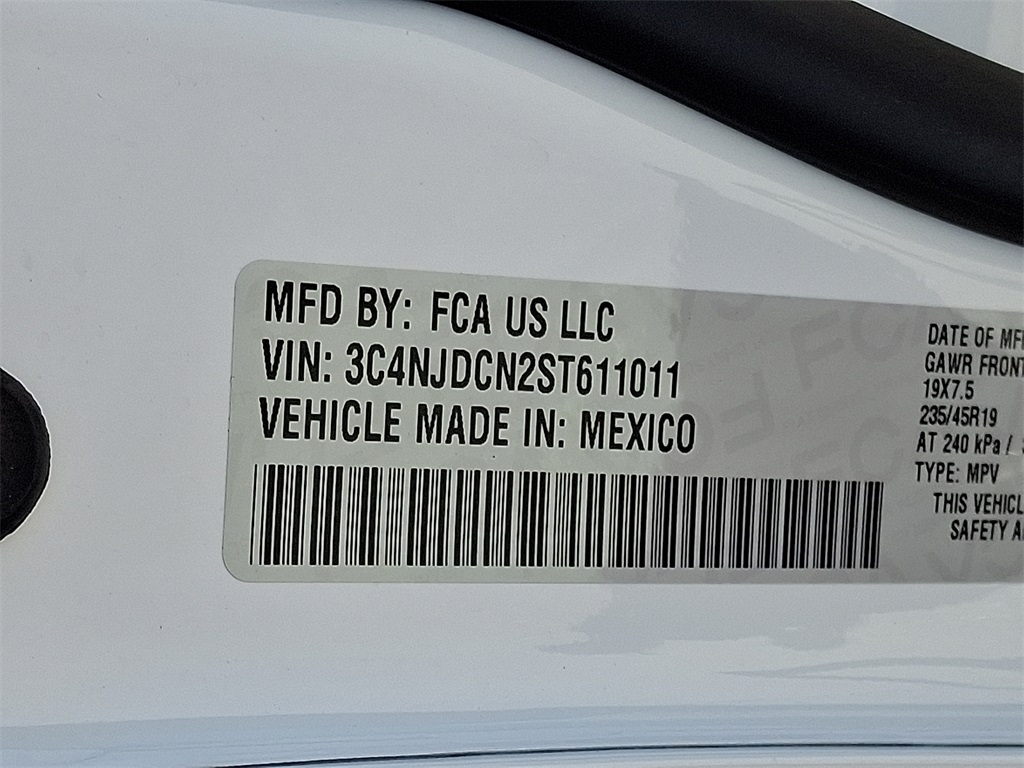 MFD BY: FCA US LLC
VIN: 3C4NJDCN2ST611011
VEHICLE MADE IN: MEXICO
DATE OF MF
GAWR FRONT
19X7.5
235/45R19
AT 240 kPa /
TYPE: MPV
THIS VEHICL
SAFETY A